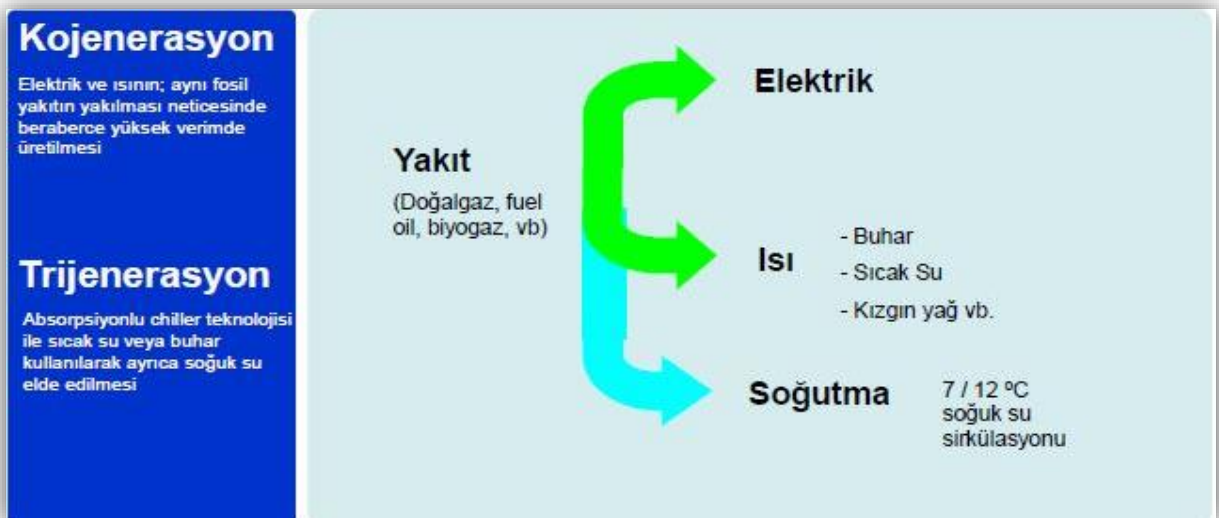 Kojenerasyon
Elektrik ve ısının; aynı fosil
yakıtın yakılması neticesinde
beraberce yüksek verimde
üretilmesi
Trijenerasyon
Absorpsiyonlu chiller teknolojisi
ile sıcak su veya buhar
kullanılarak ayrıca soğuk su
elde edilmesi
Yakıt
(Doğalgaz, fuel
oil, biyogaz, vb)
Elektrik
Isı
- Buhar
- Sıcak Su
- Kızgın yağ vb.
Soğutma
7 / 12 ºC
soğuk su
sirkülasyonu